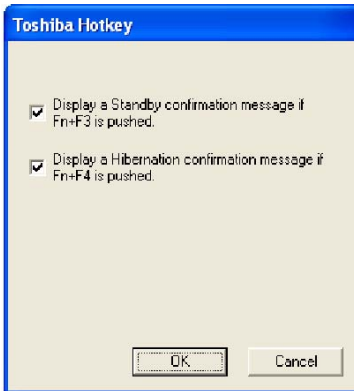 Toshiba Hotkey
Display a Standby confirmation message if
Fn+F3 is pushed.
Display a Hibernation confirmation message if
Fn+F4 is pushed.
OK
Cancel